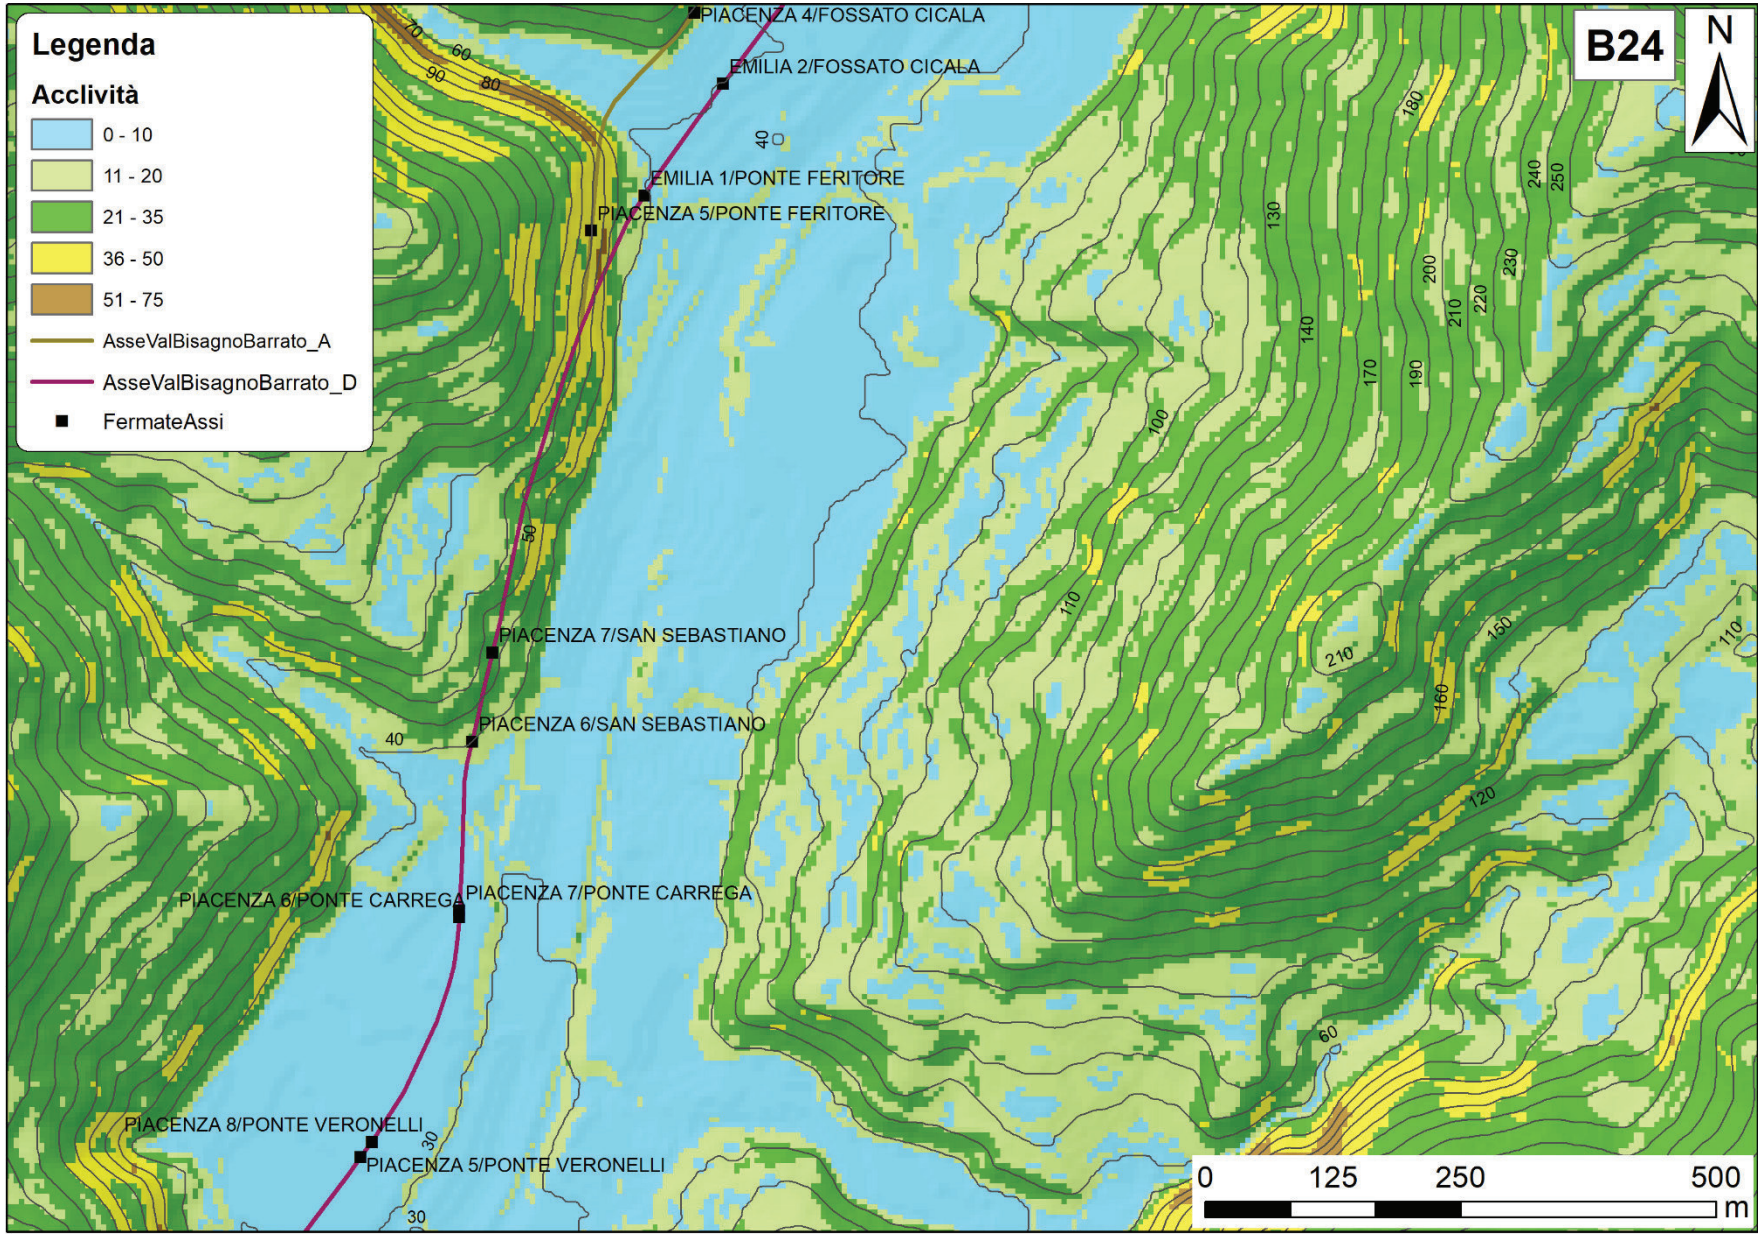 Legenda
Acclività
0 - 10
11 - 20
21 - 35
36 - 50
51 - 75
AsseValBisagnoBarrato_A
AsseValBisagnoBarrato_D
FermateAssi
B24
N
PIACENZA 4/FOSSATO CICALA
EMILIA 2/FOSSATO CICALA
EMILIA 1/PONTE FERITORE
PIACENZA 5/PONTE FERITORE
PIACENZA 7/SAN SEBASTIANO
PIACENZA 6/SAN SEBASTIANO
PIACENZA 6/PONTE CARREGA
PIACENZA 7/PONTE CARREGA
PIACENZA 8/PONTE VERONELLI
PIACENZA 5/PONTE VERONELLI
70
60
90
80
40
180
240
250
130
230
200
220
210
140
170
190
100
50
110
150
110
210
160
40
120
60
30
30
0 125 250 500
m